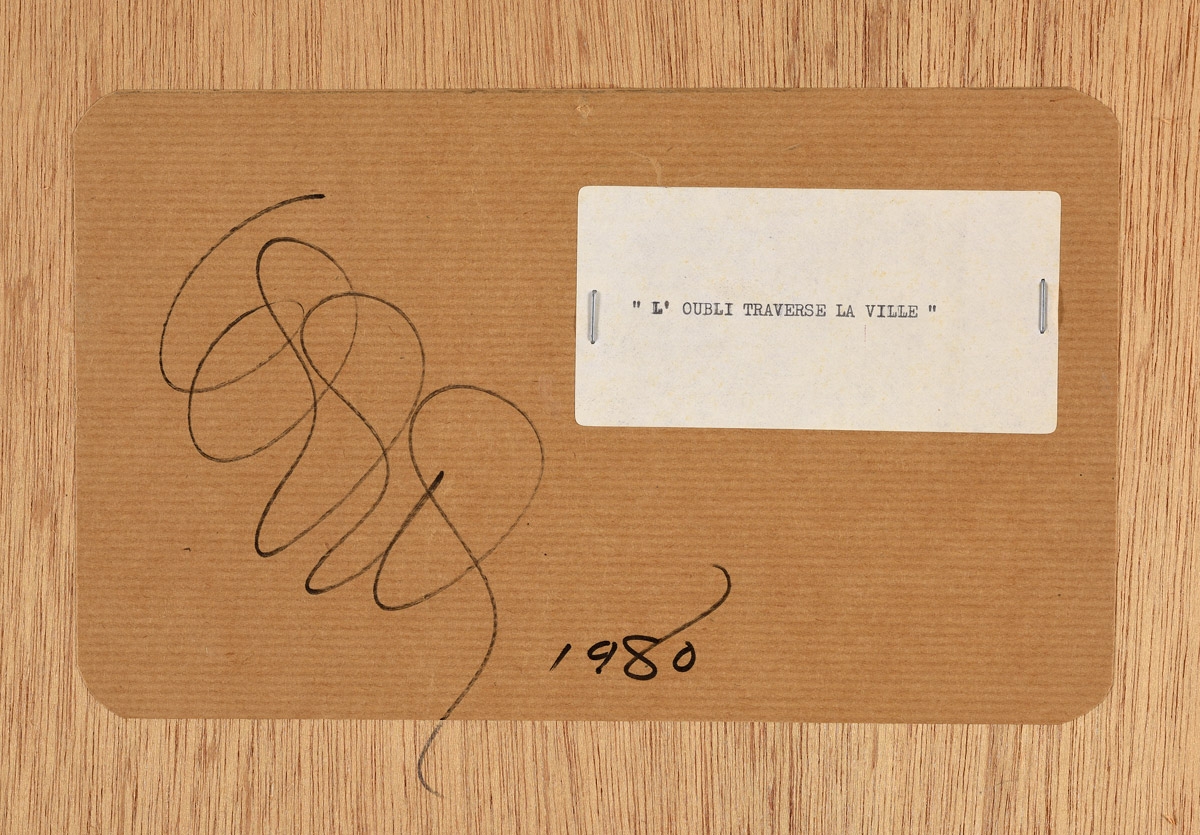 " L' OUBLI TRAVERSE LA VILLE "
1980